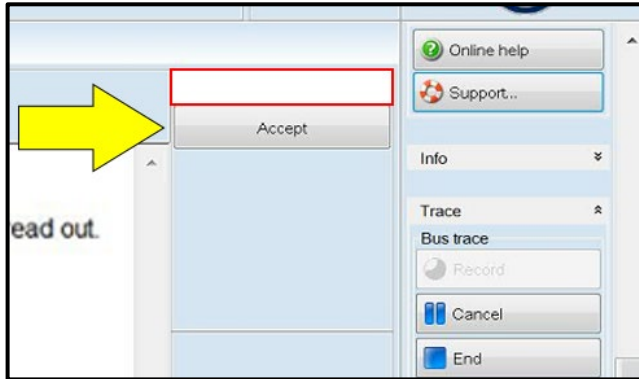 Online help
Support...
Accept
Info
Trace
ead out.
Bus trace
Record
Cancel
End